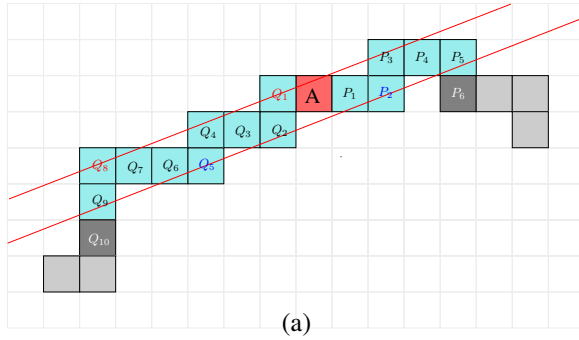 P₃ P₄ P₅
Q₁ A P₁ P₂ P₆
Q₄ Q₃ Q₂
Q₈ Q₇ Q₆ Q₅
Q₉
Q₁₀
(a)